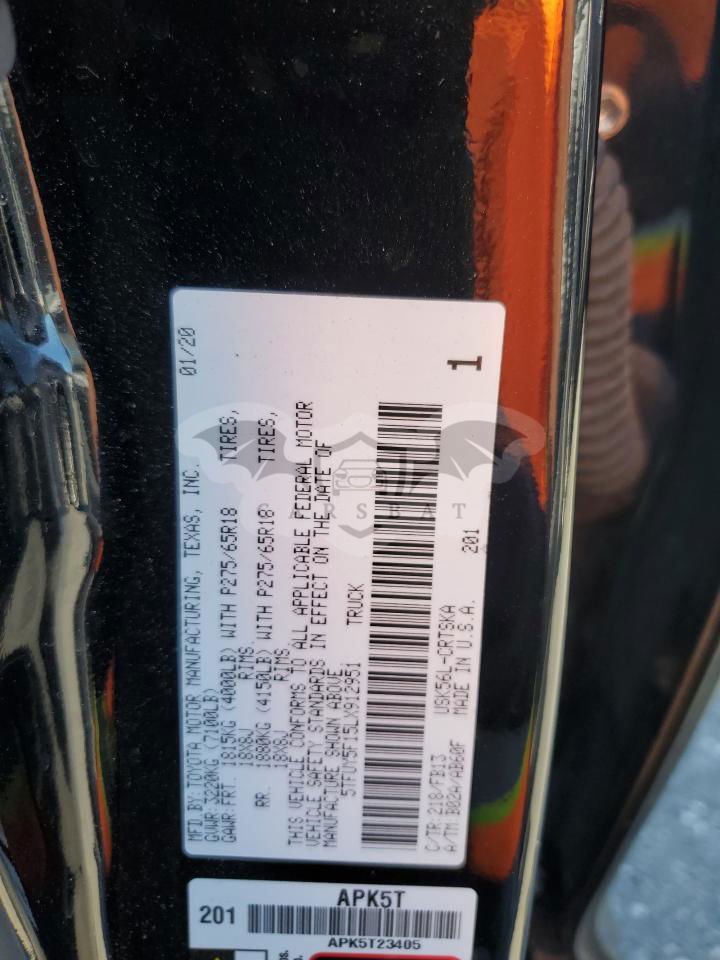 MFD BY: TOYOTA MOTOR MANUFACTURING, TEXAS, INC. 01/20
GVWR: 3220KG (7100LB)
GAWR: FRT. 1815KG (4000LB) WITH P275/65R18 TIRES,
18X8J RIMS
RR. 1880KG (4150LB) WITH P275/65R18 TIRES,
18X8J RIMS
THIS VEHICLE CONFORMS TO ALL APPLICABLE FEDERAL MOTOR
VEHICLE SAFETY STANDARDS IN EFFECT ON THE DATE OF
MANUFACTURE SHOWN ABOVE
5TFUY5F15LX912951 TRUCK
C/TR: 218/FB13 USK56L-CRTSKA 201
A/TM: B02A/AB60F MADE IN U.S.A.
1
CARSEAT
APK5T
201
APK5T23405